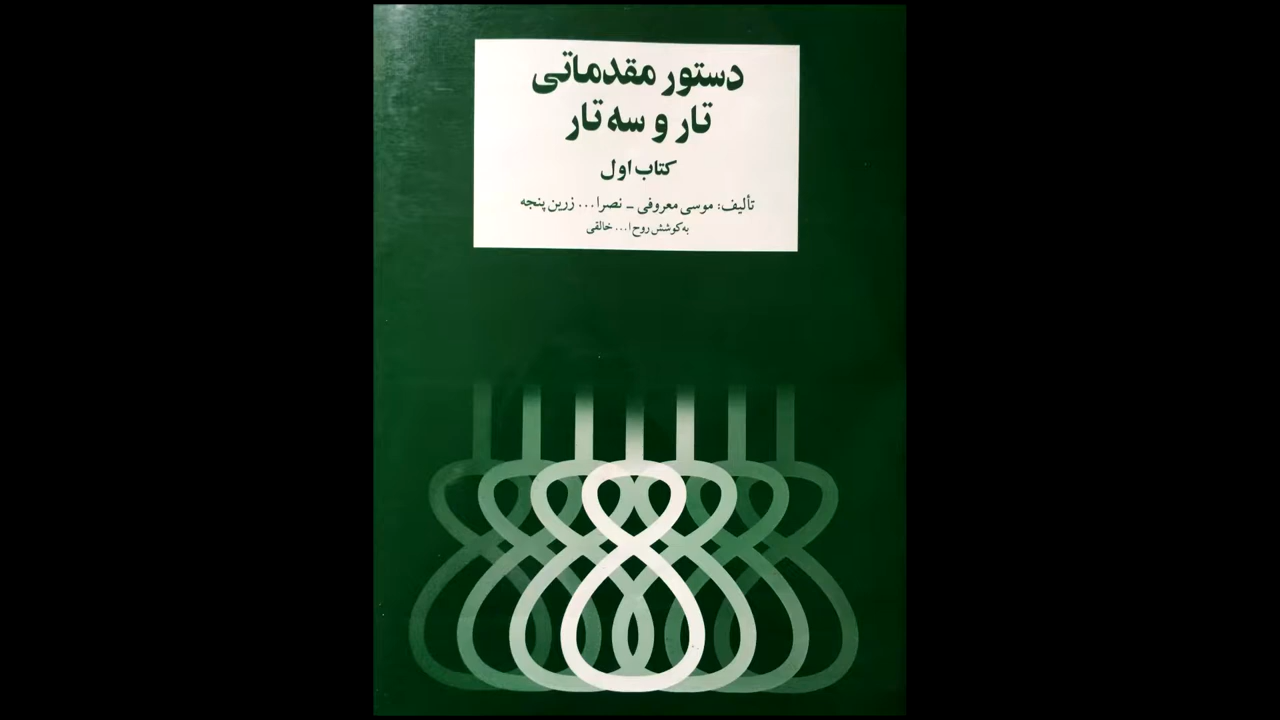 دستور مقدماتی
تار و سه تار
کتاب اول
تألیف: موسی معروفی ـ نصرا... زرین پنجه
به‌کوشش روح‌ا... خالقی